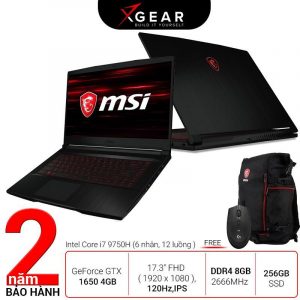 XGEAR
BUILD IT YOURSELF.
msi
Intel Core i7 9750H (6 nhân, 12 luồng )
FREE
2
năm
BẢO HÀNH
GeForce GTX
1650 4GB
17.3" FHD
( 1920 x 1080 ),
120Hz,IPS
DDR4 8GB
2666MHz
256GB
SSD